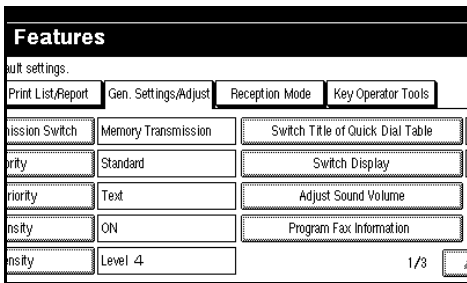 Features
ault settings.
Print List/Report Gen. Settings/Adjust Reception Mode Key Operator Tools
ission Switch Memory Transmission Switch Title of Quick Dial Table
ority Standard Switch Display
riority Text Adjust Sound Volume
nsity ON Program Fax Information
ensity Level 4
1/3